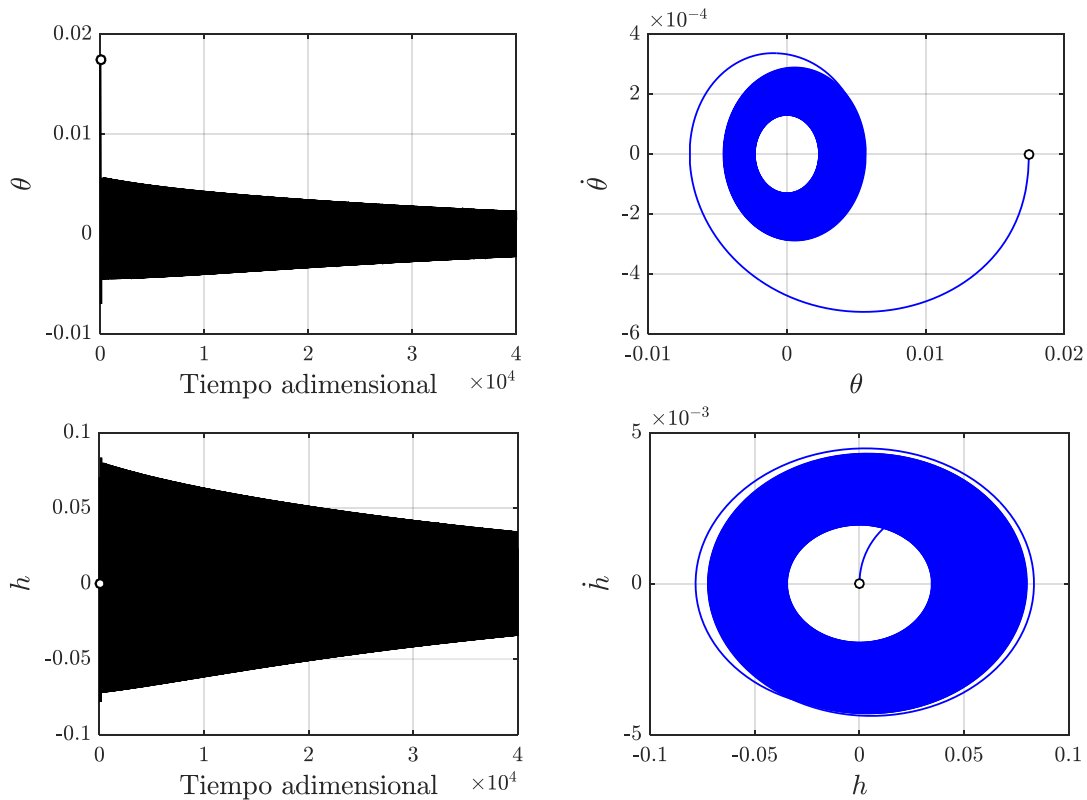 0.02
0.01
0
-0.01
θ
0 1 2 3 4
Tiempo adimensional ×10⁴
×10⁻⁴
4
2
0
-2
-4
-6
θ̇
-0.01 0 0.01 0.02
θ
0.1
0.05
0
-0.05
-0.1
h
0 1 2 3 4
Tiempo adimensional ×10⁴
×10⁻³
5
0
-5
ḣ
-0.1 -0.05 0 0.05 0.1
h